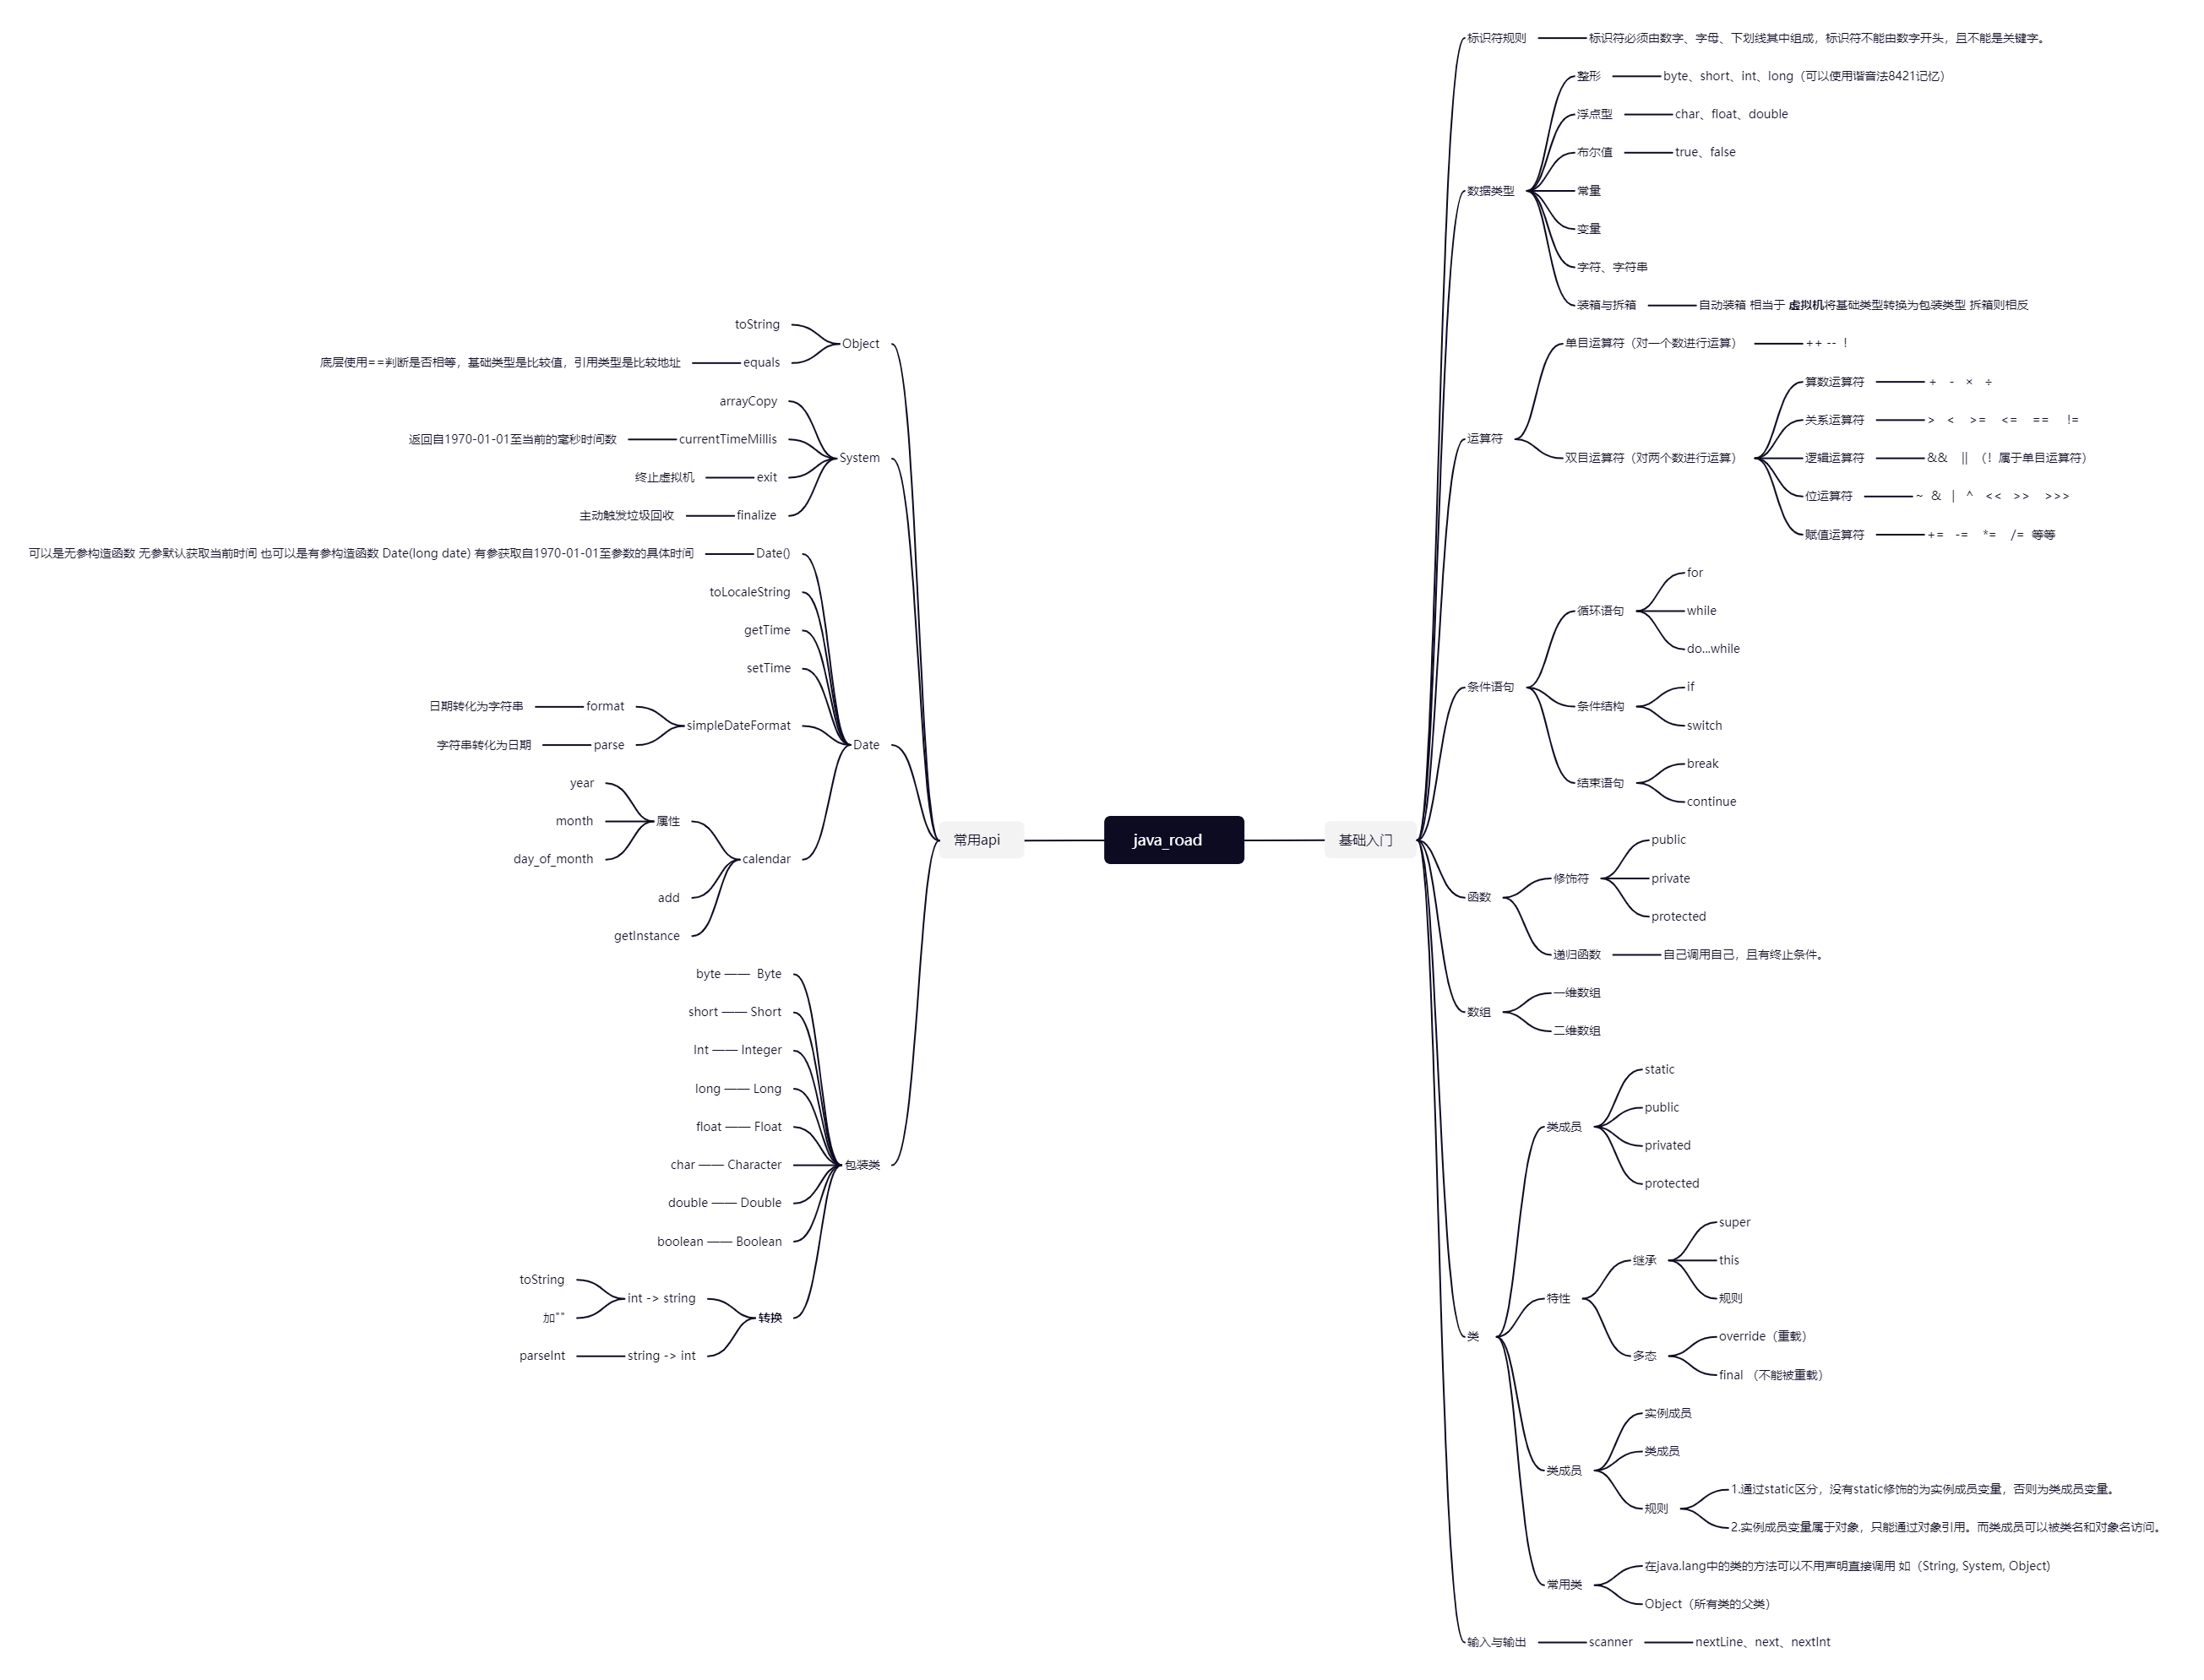 java_road
基础入门
标识符规则
标识符必须由数字、字母、下划线其中组成，标识符不能由数字开头，且不能是关键字。
数据类型
整形
byte、short、int、long（可以使用谐音法8421记忆）
浮点型
char、float、double
布尔值
true、false
常量
变量
字符、字符串
装箱与拆箱
自动装箱 相当于 虚拟机将基础类型转换为包装类型 拆箱则相反
运算符
单目运算符（对一个数进行运算）
++ -- ！
双目运算符（对两个数进行运算）
算数运算符
+ - × ÷
关系运算符
> < >= <= == !=
逻辑运算符
&& || （！属于单目运算符）
位运算符
~ & | ^ << >> >>>
赋值运算符
+= -= *= /= 等等
条件语句
循环语句
for
while
do...while
条件结构
if
switch
结束语句
break
continue
函数
修饰符
public
private
protected
递归函数
自己调用自己，且有终止条件。
数组
一维数组
二维数组
类
类成员
static
public
privated
protected
特性
继承
super
this
规则
多态
override（重载）
final （不能被重载）
类成员
实例成员
类成员
规则
1.通过static区分，没有static修饰的为实例成员变量，否则为类成员变量。
2.实例成员变量属于对象，只能通过对象引用。而类成员可以被类名和对象名访问。
常用类
在java.lang中的类的方法可以不用声明直接调用 如（String, System, Object)
Object（所有类的父类）
输入与输出
scanner
nextLine、next、nextInt
常用api
Object
toString
equals
底层使用==判断是否相等，基础类型是比较值，引用类型是比较地址
System
arrayCopy
currentTimeMillis
返回自1970-01-01至当前的毫秒时间数
exit
终止虚拟机
finalize
主动触发垃圾回收
Date
Date()
可以是无参构造函数 无参默认获取当前时间 也可以是有参构造函数 Date(long date) 有参获取自1970-01-01至参数的具体时间
toLocaleString
getTime
setTime
simpleDateFormat
format
日期转化为字符串
parse
字符串转化为日期
calendar
属性
year
month
day_of_month
add
getInstance
包装类
byte —— Byte
short —— Short
Int —— Integer
long —— Long
float —— Float
char —— Character
double —— Double
boolean —— Boolean
转换
int -> string
toString
加""
string -> int
parseInt